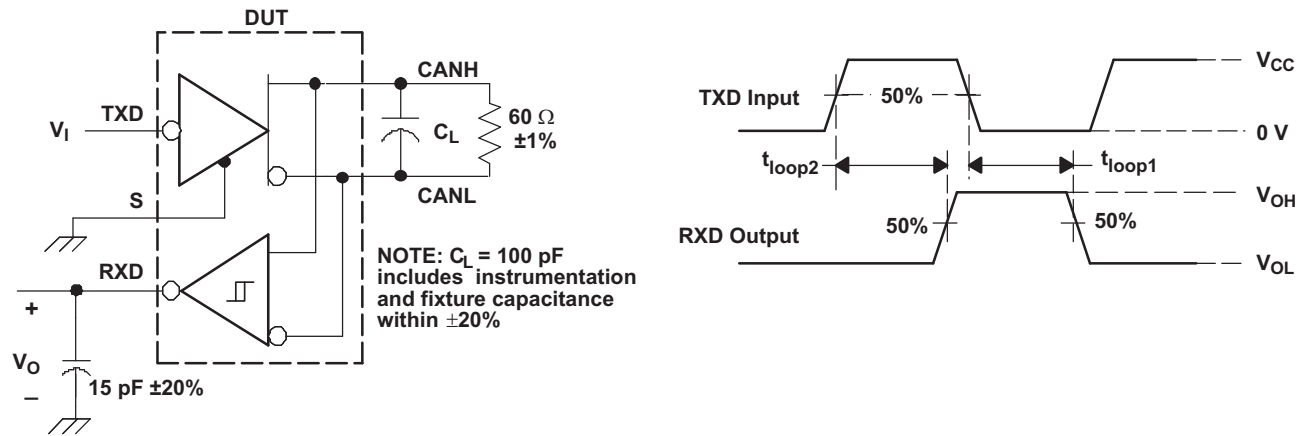 DUT
TXD
V_I
S
RXD
+
V_O
–
15 pF ±20%
CANH
C_L
60 Ω
±1%
CANL
NOTE: C_L = 100 pF
includes instrumentation
and fixture capacitance
within ±20%
TXD Input
50%
V_CC
0 V
t_loop2
t_loop1
RXD Output
50%
50%
V_OH
V_OL